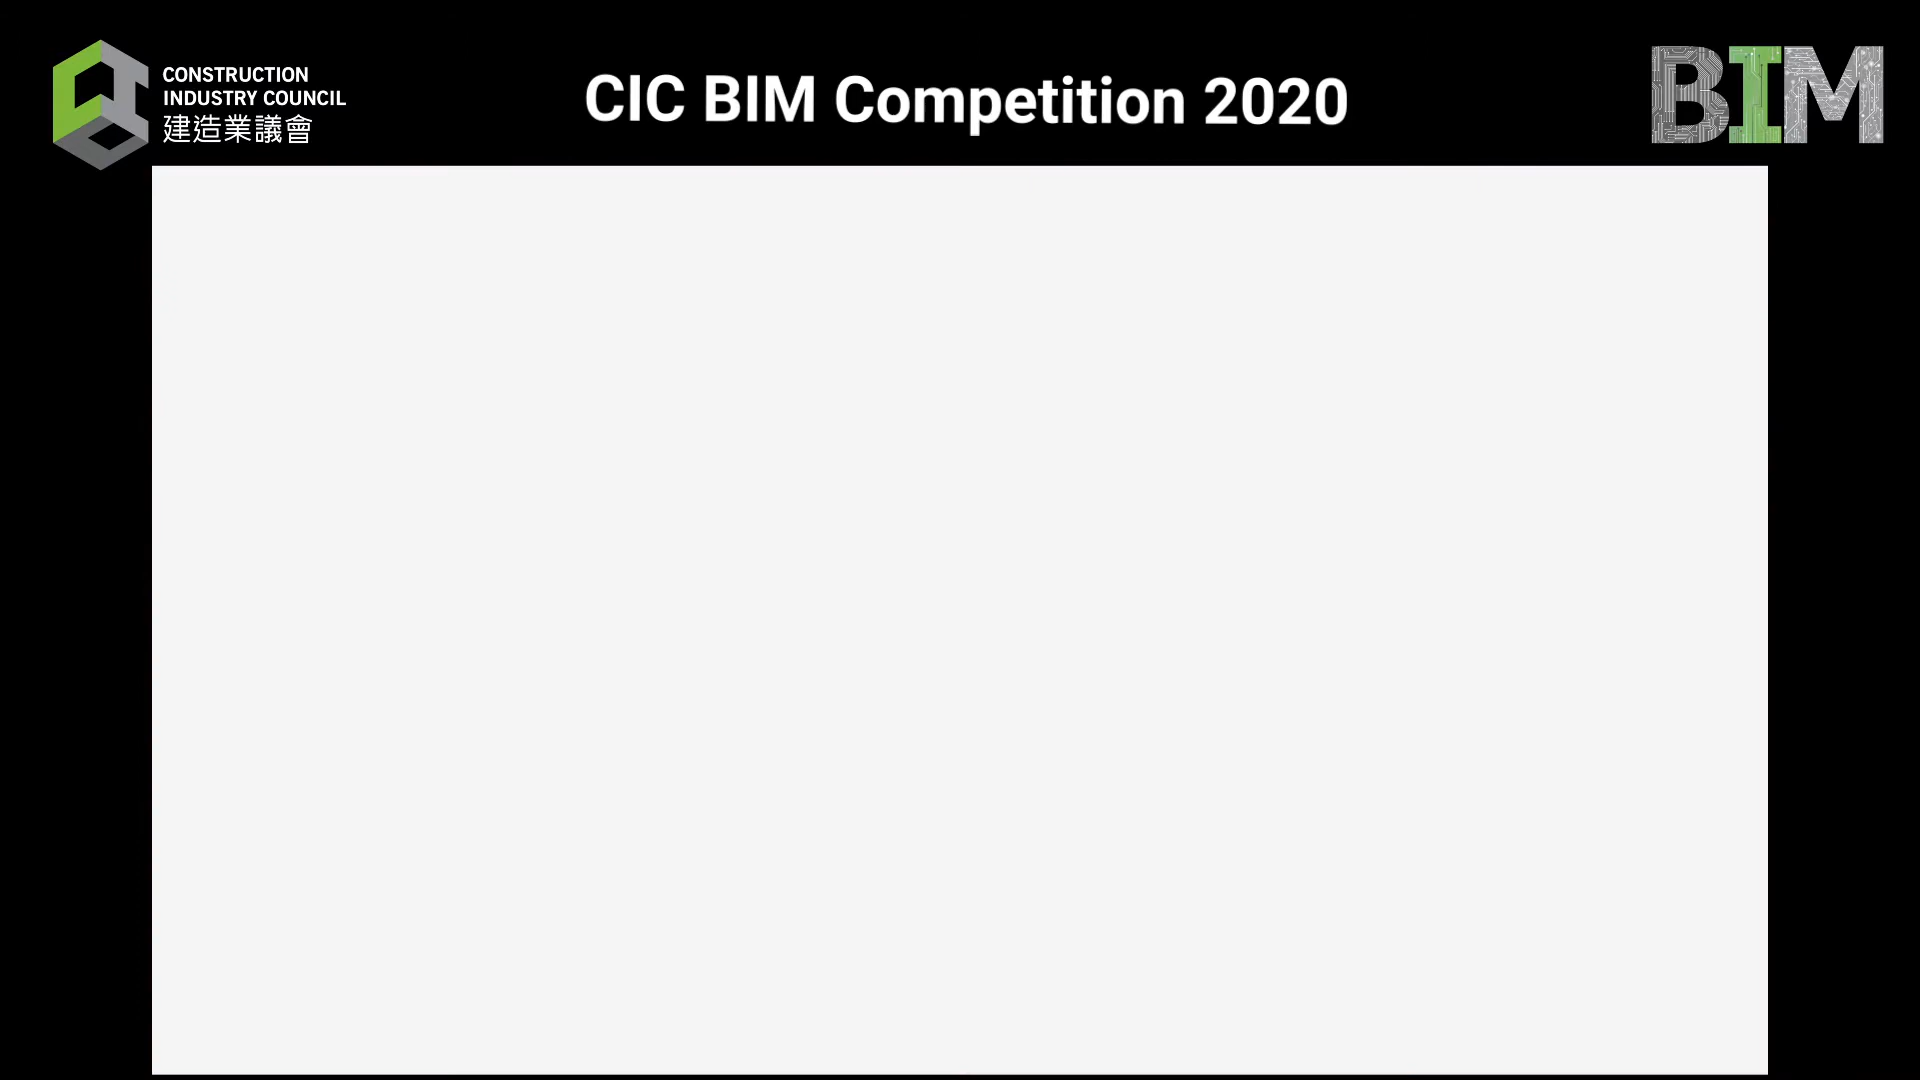 CONSTRUCTION
INDUSTRY COUNCIL
建造業議會
CIC BIM Competition 2020
BIM